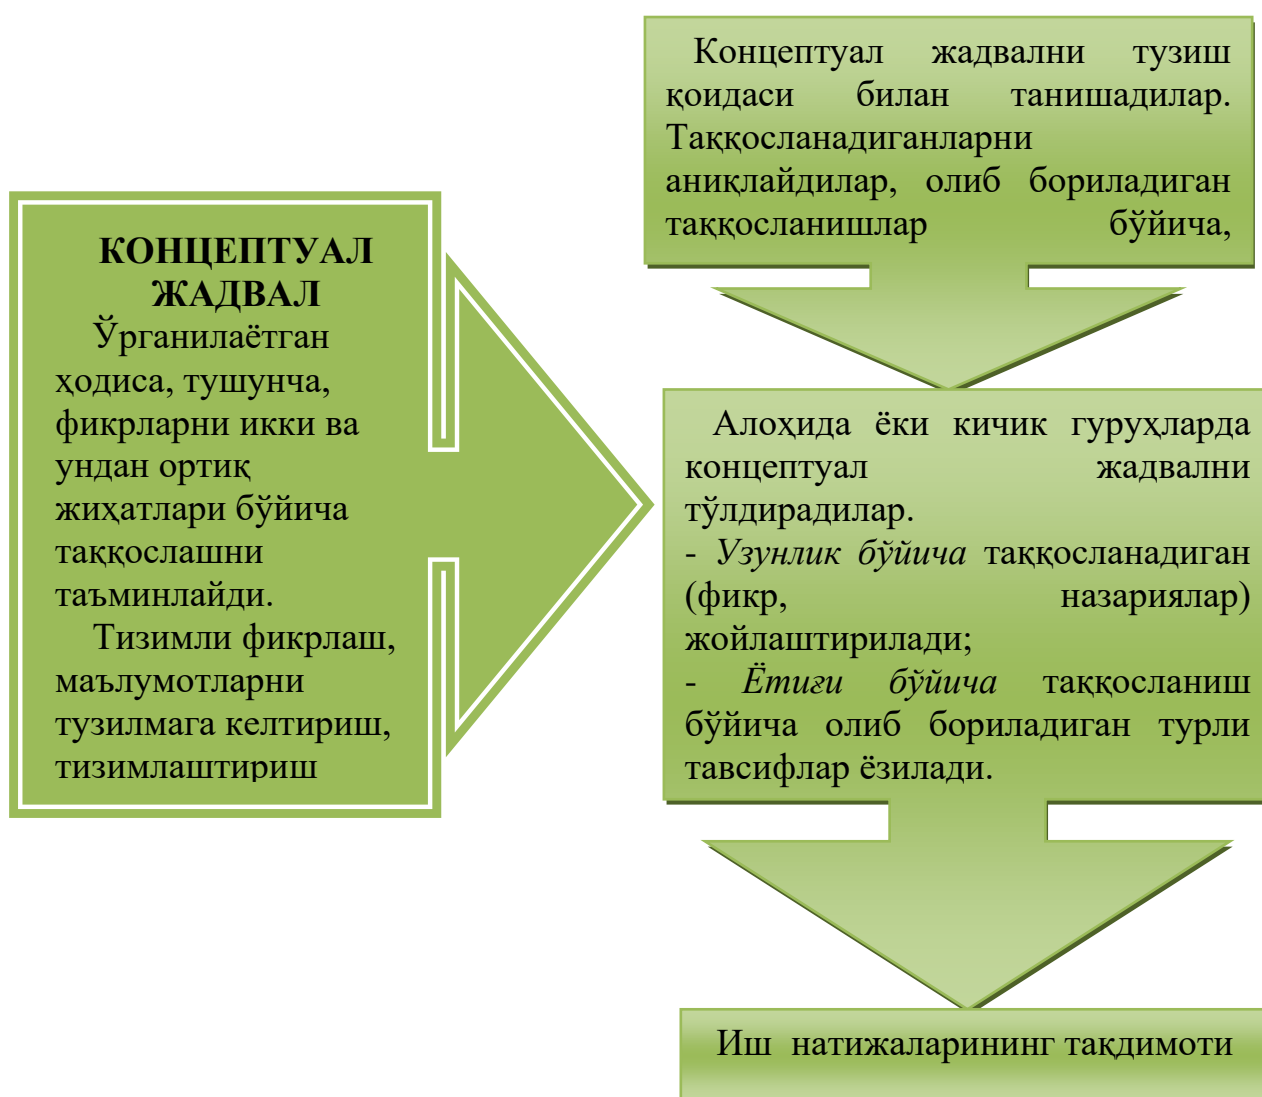 КОНЦЕПТУАЛ
ЖАДВАЛ
Ўрганилаётган
ҳодиса, тушунча,
фикрларни икки ва
ундан ортиқ
жиҳатлари бўйича
таққослашни
таъминлайди.
Тизимли фикрлаш,
маълумотларни
тузилмага келтириш,
тизимлаштириш
Концептуал жадвални тузиш
қоидаси билан танишадилар.
Таққосланадиганларни
аниқлайдилар, олиб бориладиган
таққосланишлар бўйича,
Алоҳида ёки кичик гуруҳларда
концептуал жадвални
тўлдирадилар.
- Узунлик бўйича таққосланадиган
(фикр, назариялар)
жойлаштирилади;
- Ётиғи бўйича таққосланиш
бўйича олиб бориладиган турли
тавсифлар ёзилади.
Иш натижаларининг тақдимоти